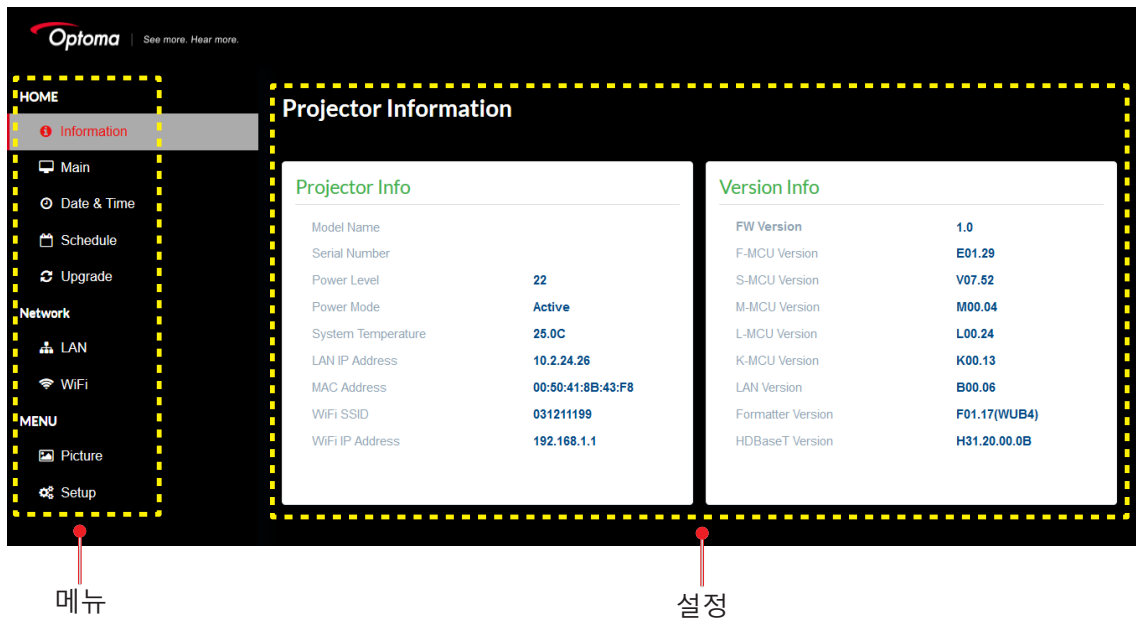 Optoma See more. Hear more.
HOME
Information
Main
Date & Time
Schedule
Upgrade
Network
LAN
WiFi
MENU
Picture
Setup
Projector Information
Projector Info
Model Name
Serial Number
Power Level 22
Power Mode Active
System Temperature 25.0C
LAN IP Address 10.2.24.26
MAC Address 00:50:41:8B:43:F8
WiFi SSID 031211199
WiFi IP Address 192.168.1.1
Version Info
FW Version 1.0
F-MCU Version E01.29
S-MCU Version V07.52
M-MCU Version M00.04
L-MCU Version L00.24
K-MCU Version K00.13
LAN Version B00.06
Formatter Version F01.17(WUB4)
HDBaseT Version H31.20.00.0B
메뉴
설정